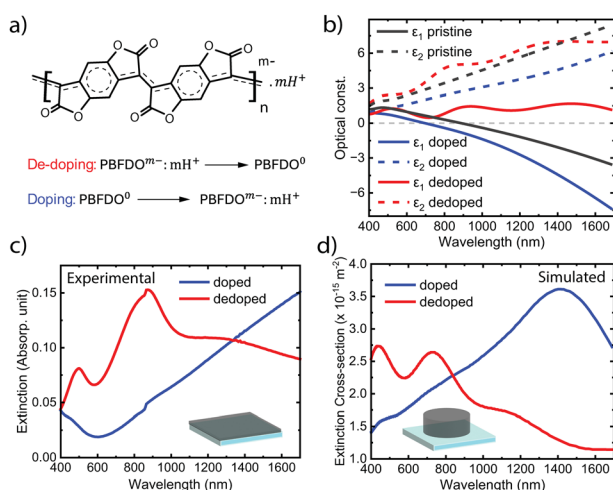 a)
O
O
O
O
O
O
O
O
m-
. mH⁺
n
De-doping: PBFDOᵐ⁻: mH⁺ → PBFDO⁰
Doping: PBFDO⁰ → PBFDOᵐ⁻: mH⁺
b)
ε₁ pristine
ε₂ pristine
ε₁ doped
ε₂ doped
ε₁ dedoped
ε₂ dedoped
Optical const.
6
3
0
-3
-6
400 600 800 1000 1200 1400 1600
Wavelength (nm)
c)
Experimental
doped
dedoped
Extinction (Absorp. unit)
0.15
0.10
0.05
0.00
400 600 800 1000 1200 1400 1600
Wavelength (nm)
d)
Simulated
doped
dedoped
Extinction Cross-section (x 10⁻¹⁵ m⁻²)
4.0
3.5
3.0
2.5
2.0
1.5
1.0
400 600 800 1000 1200 1400 1600
Wavelength (nm)